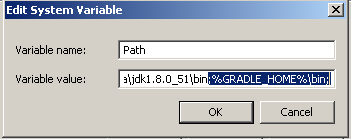 Edit System Variable
Variable name: Path
Variable value: a\jdk1.8.0_51\bin;%GRADLE_HOME%\bin;
OK Cancel